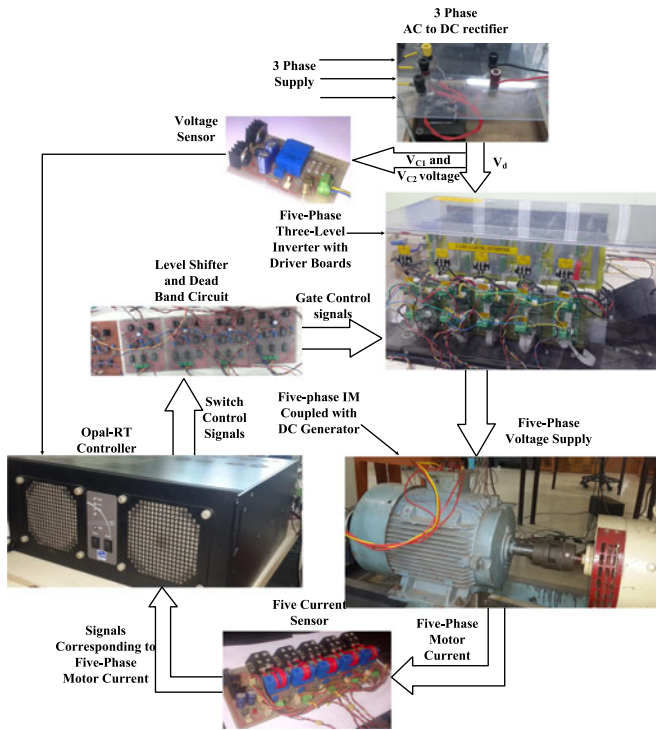 3 Phase
AC to DC rectifier
3 Phase
Supply
Voltage
Sensor
V_C1 and
V_C2 voltage
V_d
Five-Phase
Three-Level
Inverter with
Driver Boards
Level Shifter
and Dead
Band Circuit
Gate Control
signals
Switch
Control
Signals
Five-phase IM
Coupled with
DC Generator
Five-Phase
Voltage Supply
Opal-RT
Controller
Five Current
Sensor
Five-Phase
Motor
Current
Signals
Corresponding to
Five-Phase
Motor Current